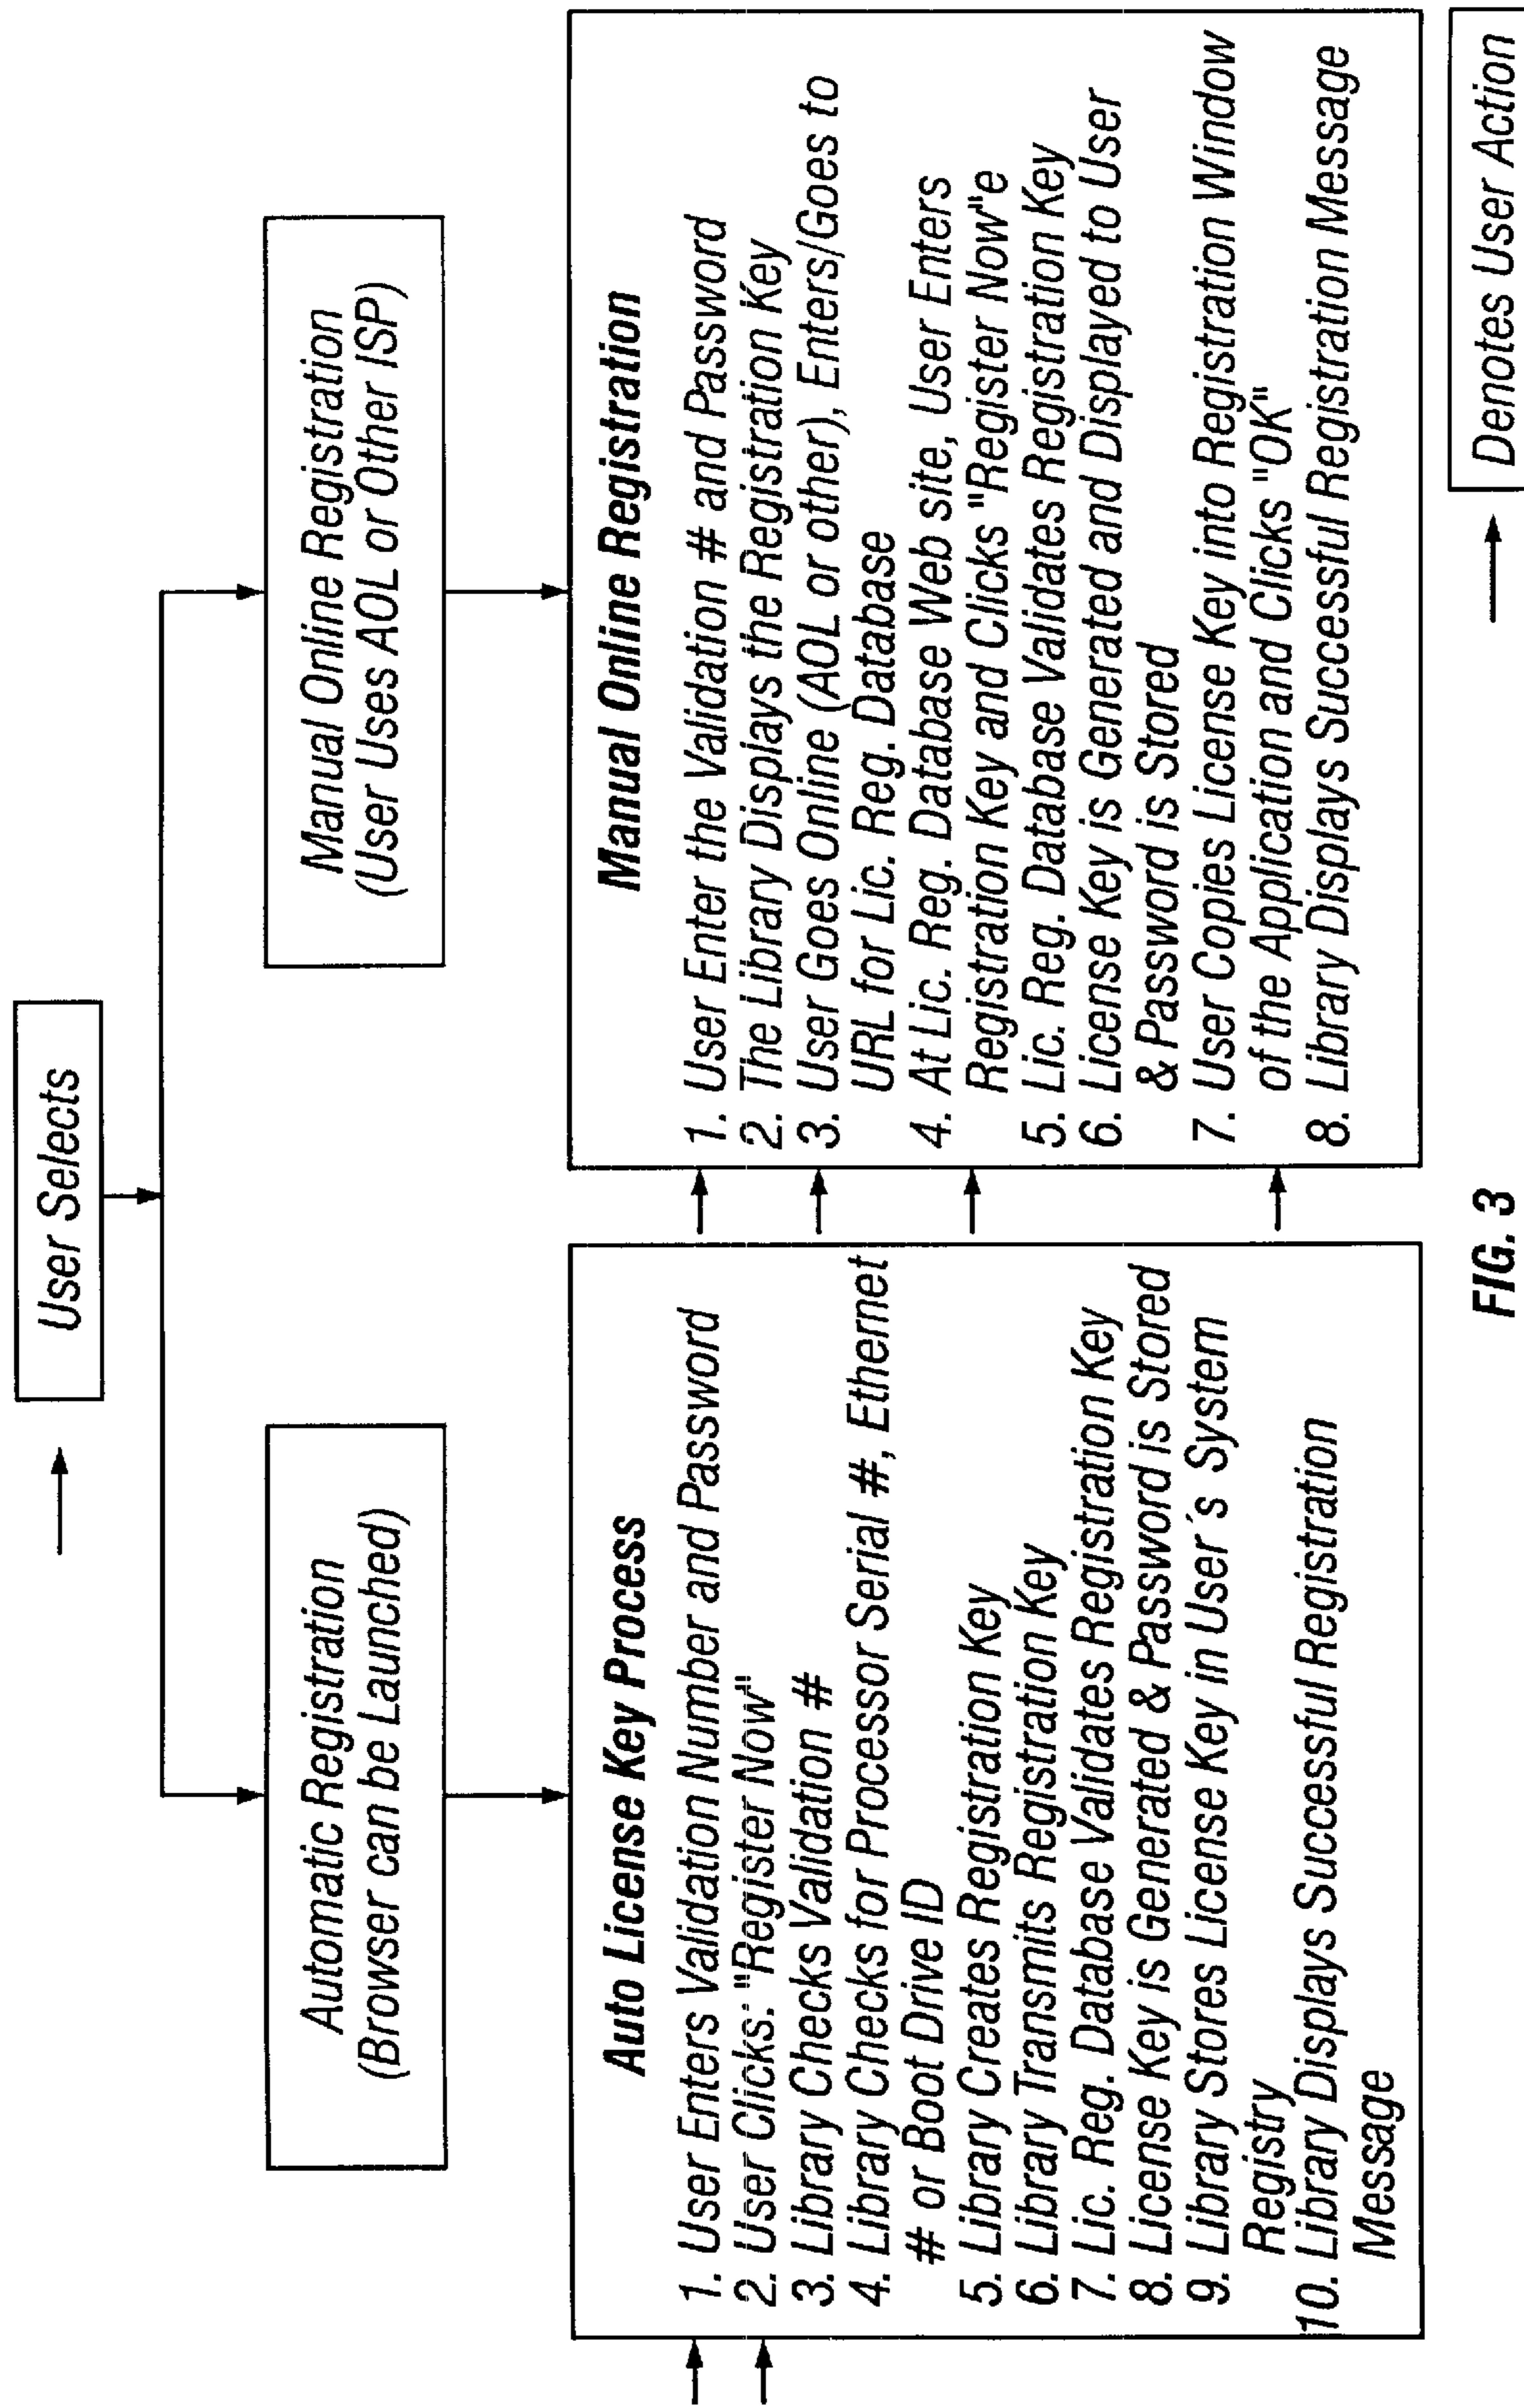 User Selects
Automatic Registration
(Browser can be Launched)
Manual Online Registration
(User Uses AOL or Other ISP)
Auto License Key Process
1. User Enters Validation Number and Password
2. User Clicks: "Register Now"
3. Library Checks Validation #
4. Library Checks for Processor Serial #, Ethernet
# or Boot Drive ID
5. Library Creates Registration Key
6. Library Transmits Registration Key
7. Lic. Reg. Database Validates Registration Key
8. License Key is Generated & Password is Stored
9. Library Stores License Key in User´s System
Registry
10. Library Displays Successful Registration
Message
Manual Online Registration
1. User Enter the Validation # and Password
2. The Library Displays the Registration Key
3. User Goes Online (AOL or other), Enters/Goes to
URL for Lic. Reg. Database
4. At Lic. Reg. Database Web site, User Enters
Registration Key and Clicks "Register Now"e
5. Lic. Reg. Database Validates Registration Key
6. License Key is Generated and Displayed to User
& Password is Stored
7. User Copies License Key into Registration Window
of the Application and Clicks "OK"
8. Library Displays Successful Registration Message
FIG. 3
Denotes User Action